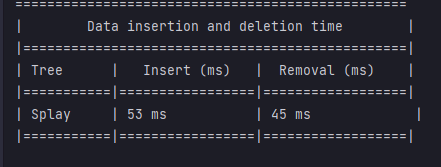 ============================================
|       Data insertion and deletion time       |
|============================================|
| Tree      |   Insert (ms)   |  Removal (ms)    |
|==========|================|================|
| Splay     | 53 ms           | 45 ms               |
|==========|================|================|